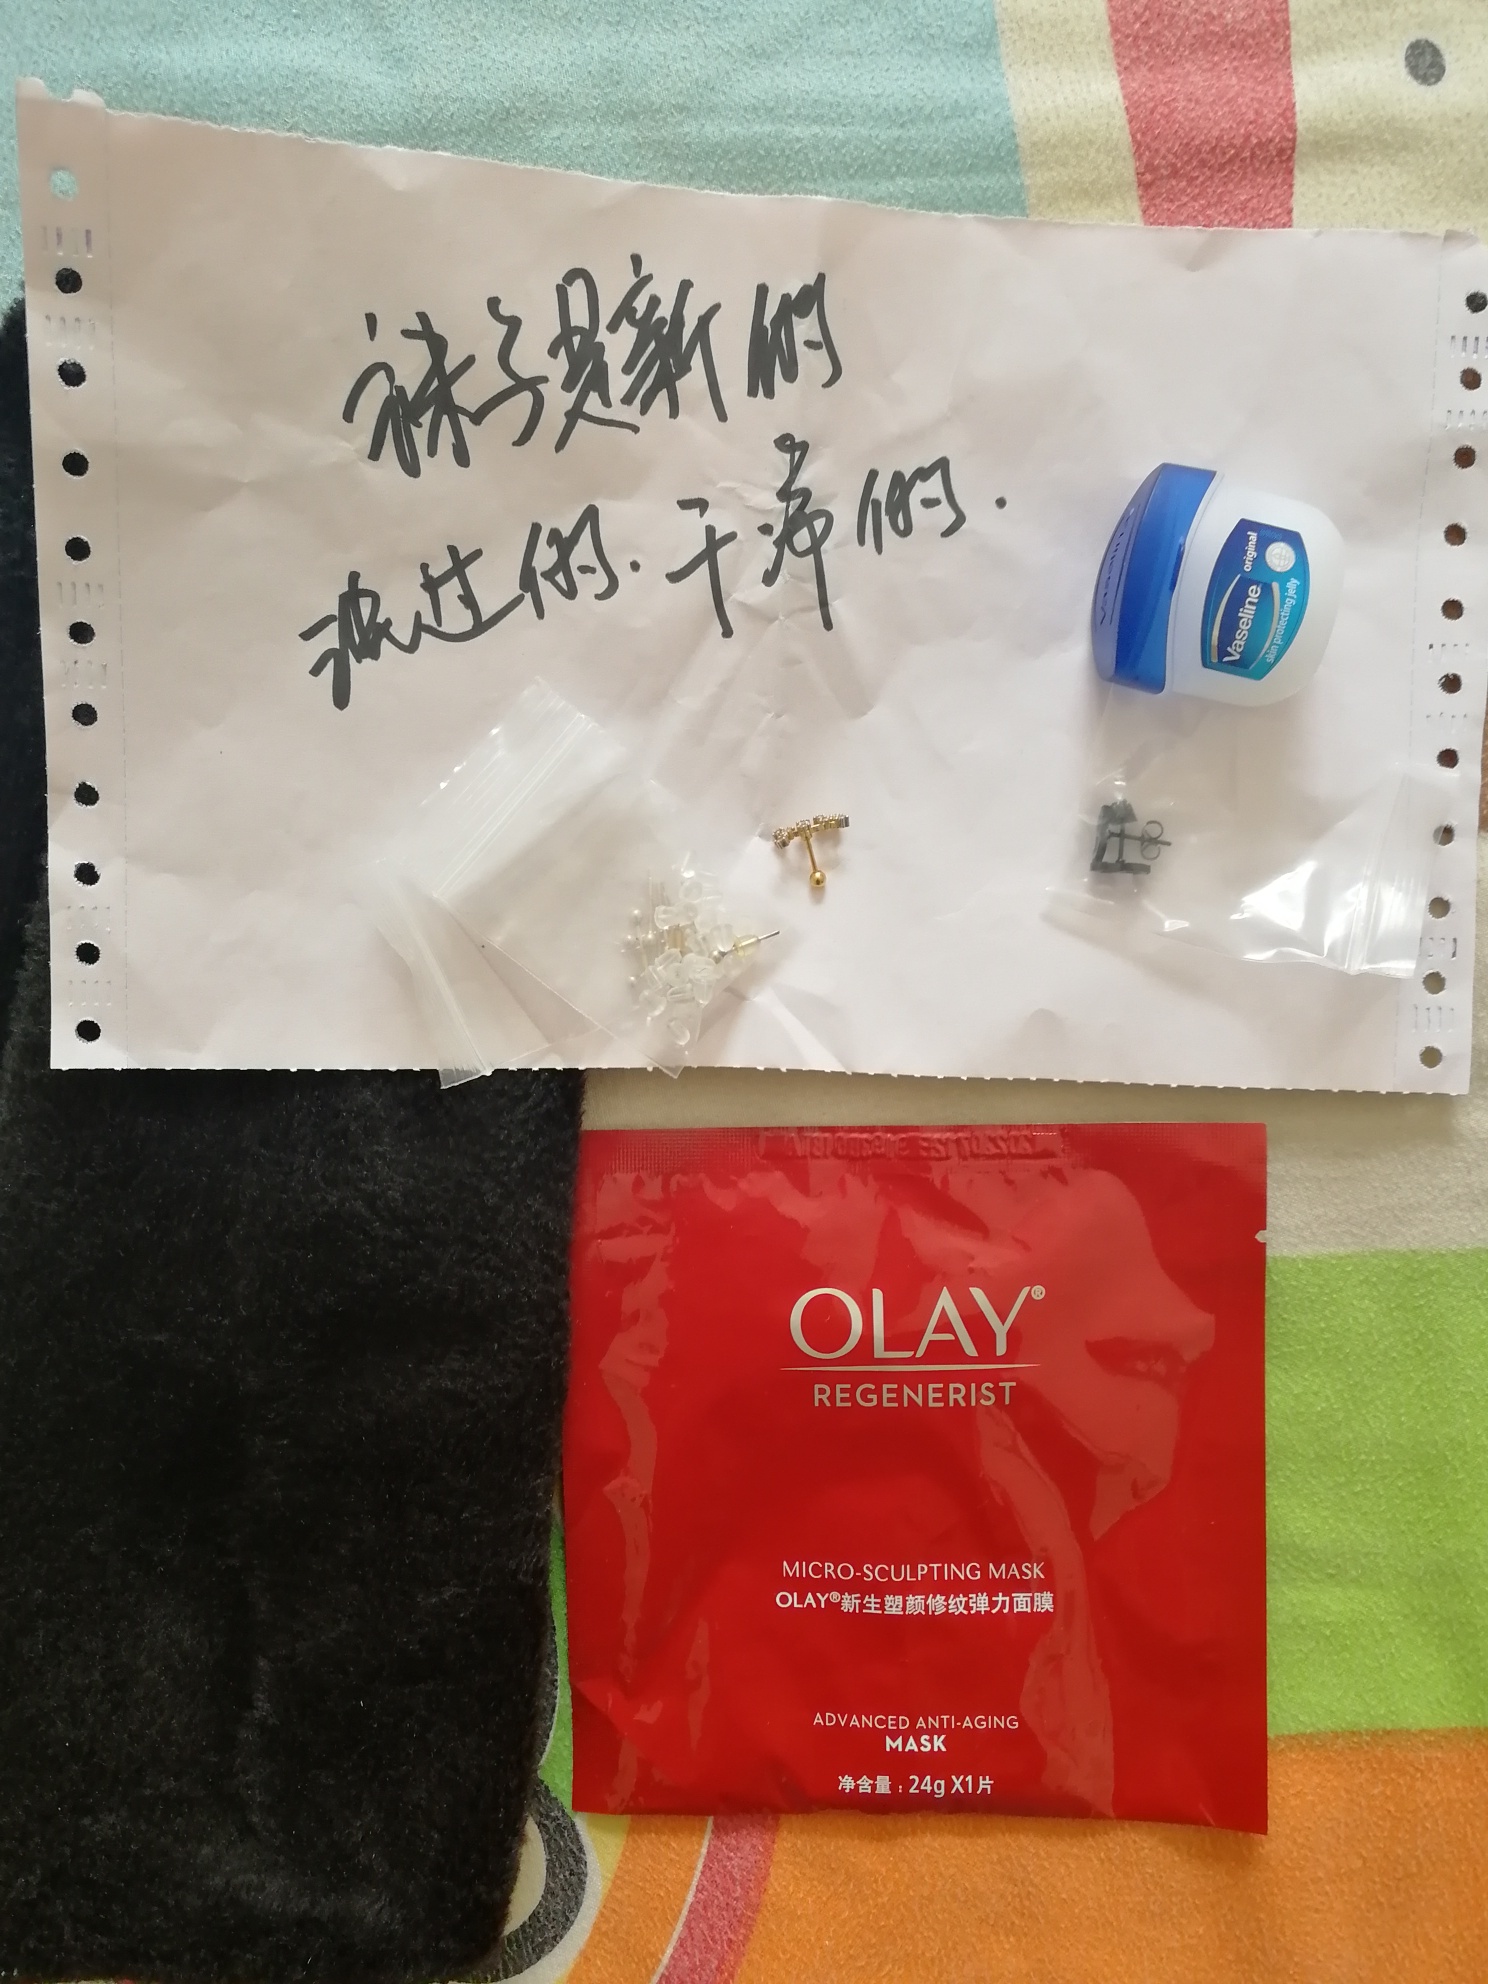 袜子是新的
洗过的.干净的.
Vaseline
original
skin protecting jelly
OLAY®
REGENERIST
MICRO-SCULPTING MASK
OLAY®新生塑颜修纹弹力面膜
ADVANCED ANTI-AGING
MASK
净含量：24g X1片